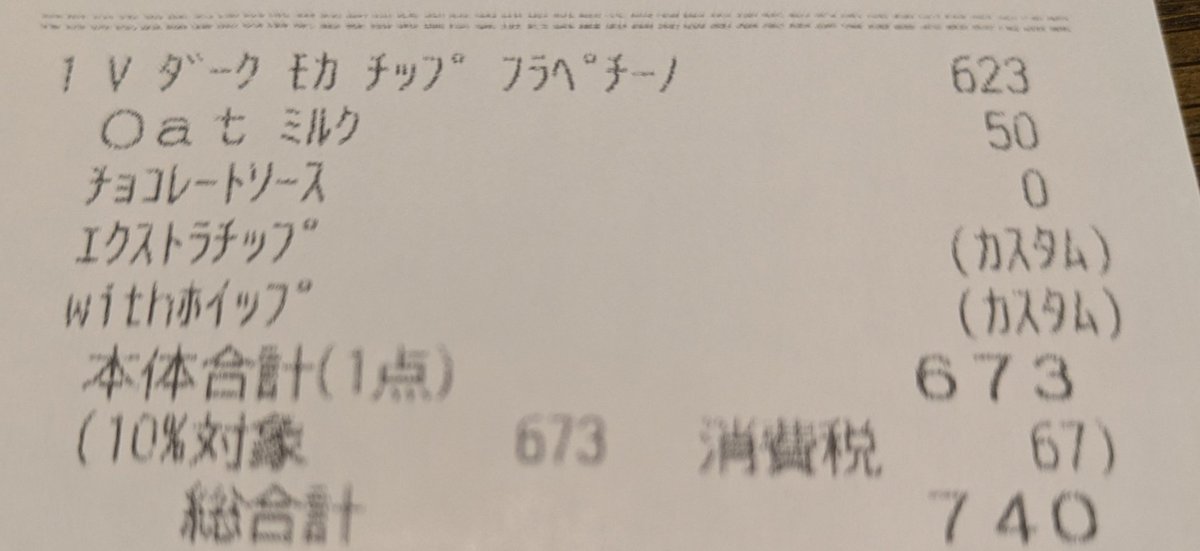 1 V ダーク モカ チップ フラペチーノ 623
Oat ミルク 50
チョコレートソース 0
エクストラチップ (カスタム)
withホイップ (カスタム)
本体合計(1点) 673
(10%対象 673 消費税 67)
総合計 740